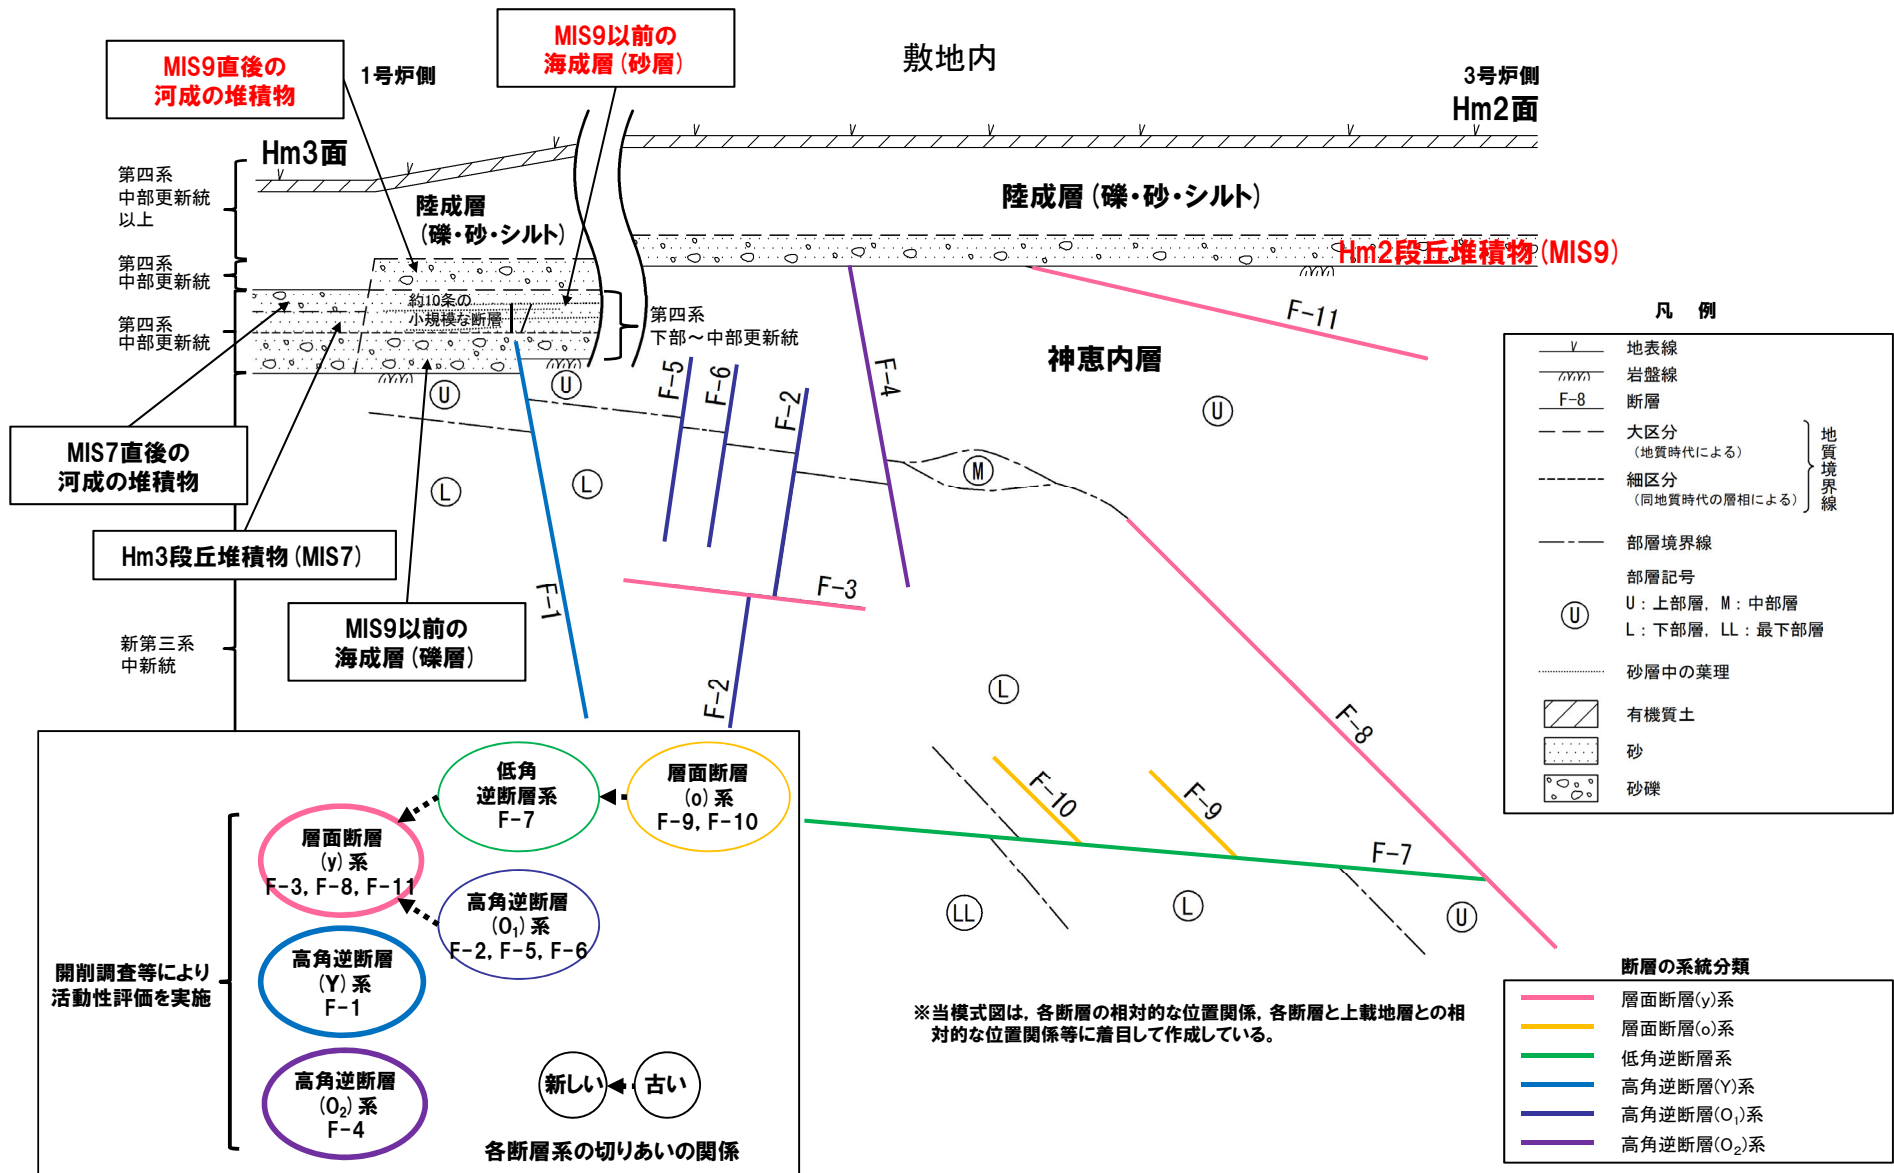 敷地内
MIS9直後の
河成の堆積物
1号炉側
MIS9以前の
海成層(砂層)
3号炉側
Hm2面
Hm3面
第四系
中部更新統
以上
陸成層
(礫・砂・シルト)
陸成層(礫・砂・シルト)
Hm2段丘堆積物(MIS9)
第四系
中部更新統
約10条の
小規模な断層
第四系
中部更新統
第四系
下部～中部更新統
神恵内層
F-11
F-5
F-6
F-2
F-4
U
U
U
M
L
L
MIS7直後の
河成の堆積物
Hm3段丘堆積物(MIS7)
MIS9以前の
海成層(礫層)
F-1
F-3
F-2
新第三系
中新統
L
F-8
F-10
F-9
F-7
LL
L
U
凡 例
地表線
岩盤線
F-8
断層
大区分
(地質時代による)
細区分
(同地質時代の層相による)
地質境界線
部層境界線
部層記号
U
U：上部層, M：中部層
L：下部層, LL：最下部層
砂層中の葉理
有機質土
砂
砂礫
低角
逆断層系
F-7
層面断層
(o)系
F-9, F-10
層面断層
(y)系
F-3, F-8, F-11
高角逆断層
(O₁)系
F-2, F-5, F-6
開削調査等により
活動性評価を実施
高角逆断層
(Y)系
F-1
高角逆断層
(O₂)系
F-4
新しい
古い
各断層系の切りあいの関係
※当模式図は, 各断層の相対的な位置関係, 各断層と上載地層との相
対的な位置関係等に着目して作成している。
断層の系統分類
層面断層(y)系
層面断層(o)系
低角逆断層系
高角逆断層(Y)系
高角逆断層(O₁)系
高角逆断層(O₂)系